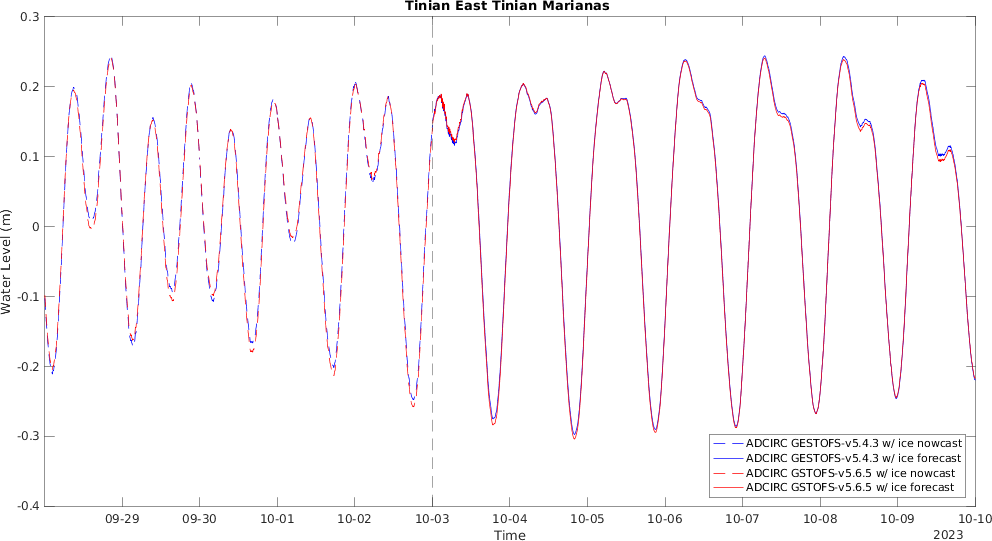 Tinian East Tinian Marianas
0.3
0.2
0.1
0
-0.1
-0.2
-0.3
-0.4
Water Level (m)
ADCIRC GESTOFS-v5.4.3 w/ ice nowcast
ADCIRC GESTOFS-v5.4.3 w/ ice forecast
ADCIRC GSTOFS-v5.6.5 w/ ice nowcast
ADCIRC GSTOFS-v5.6.5 w/ ice forecast
09-29 09-30 10-01 10-02 10-03 10-04 10-05 10-06 10-07 10-08 10-09 10-10
Time
2023